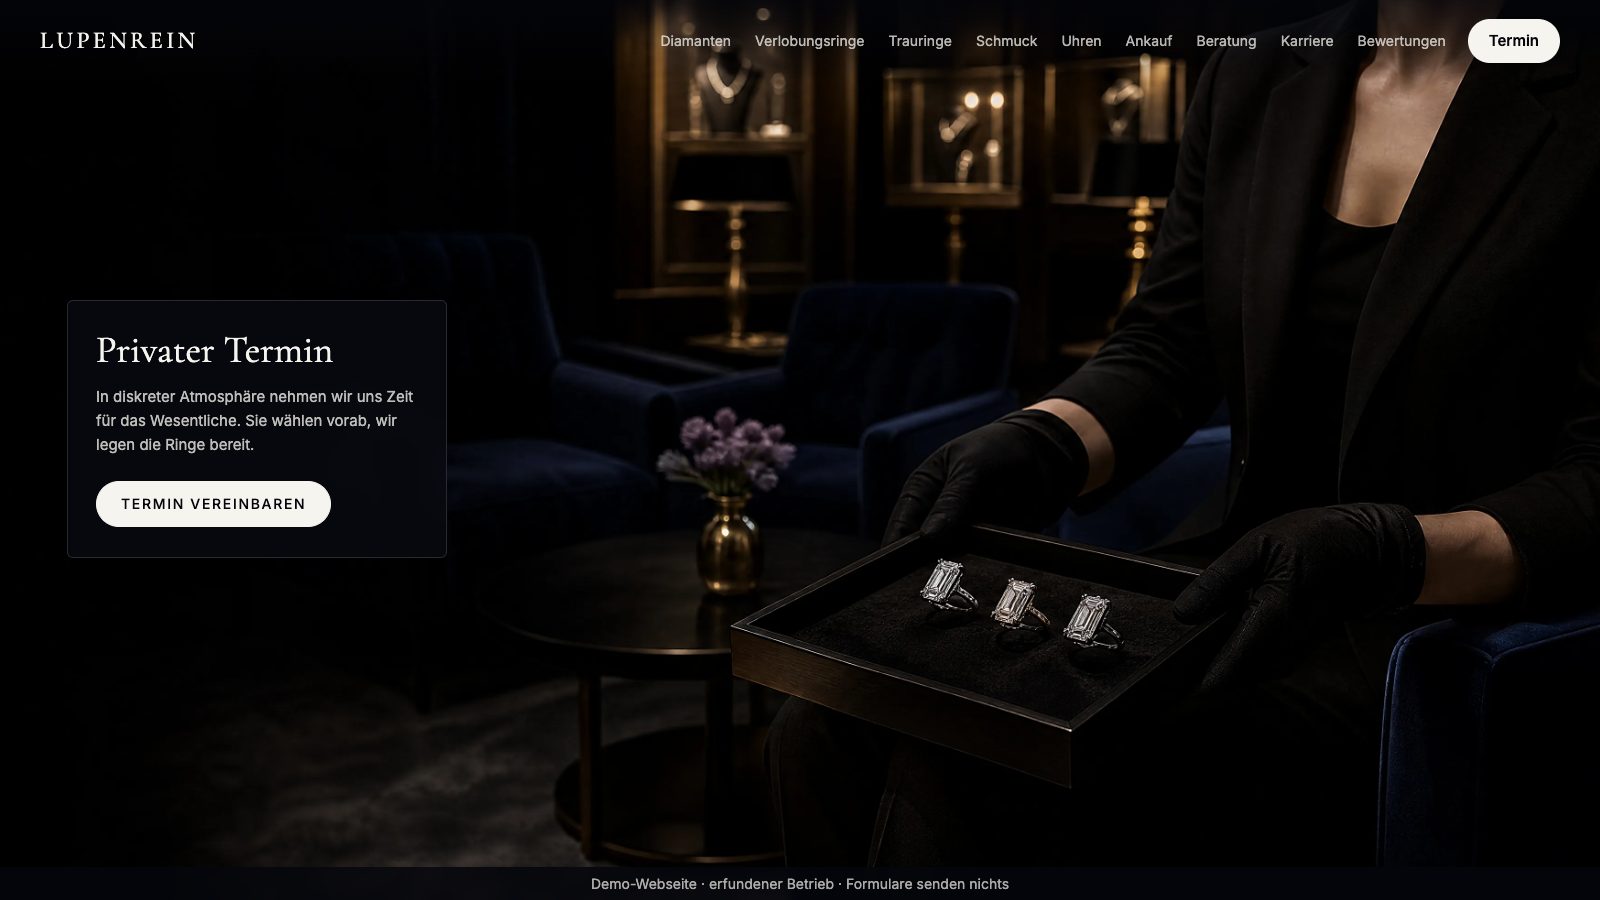 LUPENREIN
Diamanten Verlobungsringe Trauringe Schmuck Uhren Ankauf Beratung Karriere Bewertungen Termin
Privater Termin
In diskreter Atmosphäre nehmen wir uns Zeit
für das Wesentliche. Sie wählen vorab, wir
legen die Ringe bereit.
TERMIN VEREINBAREN
Demo-Webseite · erfundener Betrieb · Formulare senden nichts